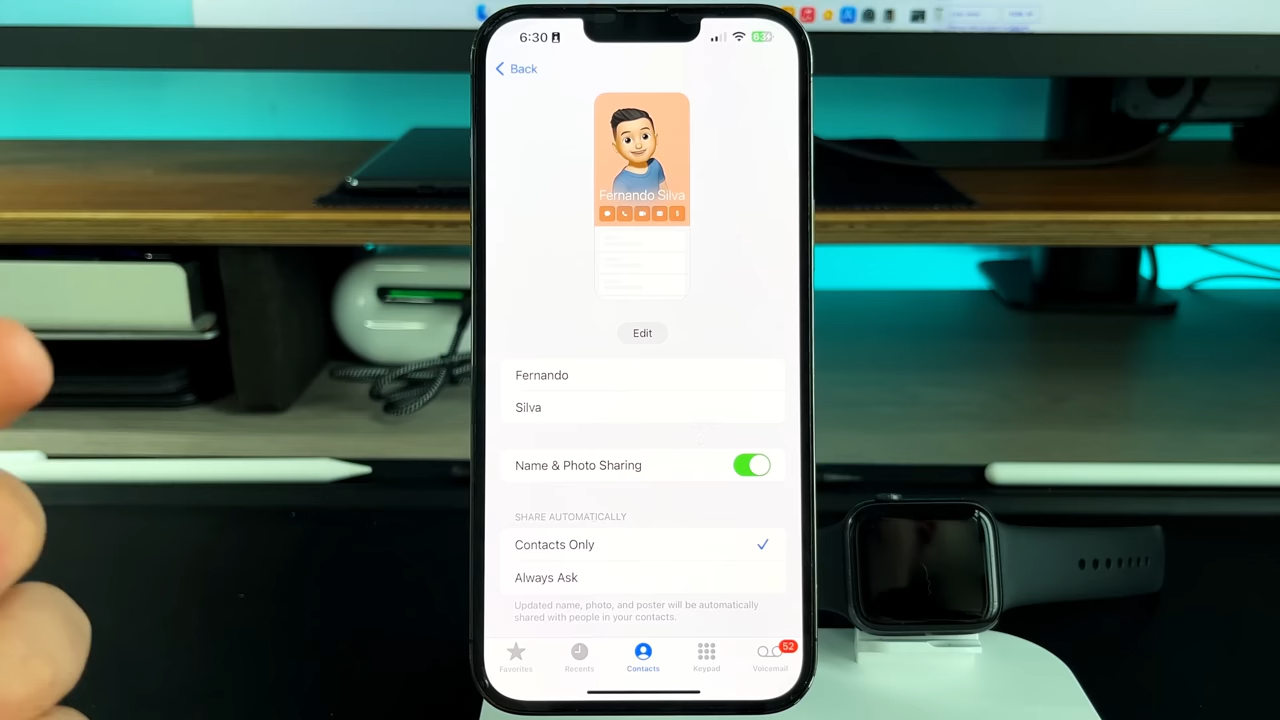 6:30
63
Back
Fernando Silva
Edit
Fernando
Silva
Name & Photo Sharing
SHARE AUTOMATICALLY
Contacts Only
Always Ask
Updated name, photo, and poster will be automatically
shared with people in your contacts.
52
Favorites
Recents
Contacts
Keypad
Voicemail